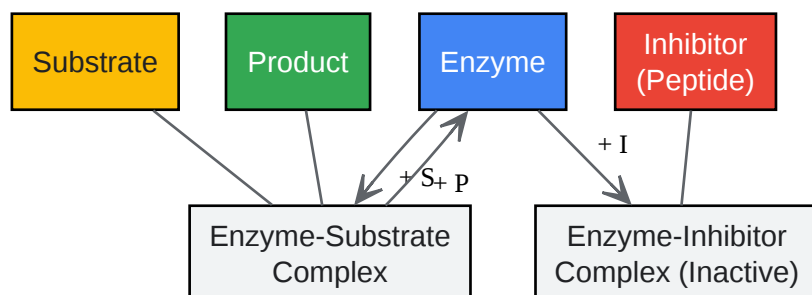 Substrate
Product
Enzyme
Inhibitor
(Peptide)
+ I
+ S
+ P
Enzyme-Substrate
Complex
Enzyme-Inhibitor
Complex (Inactive)